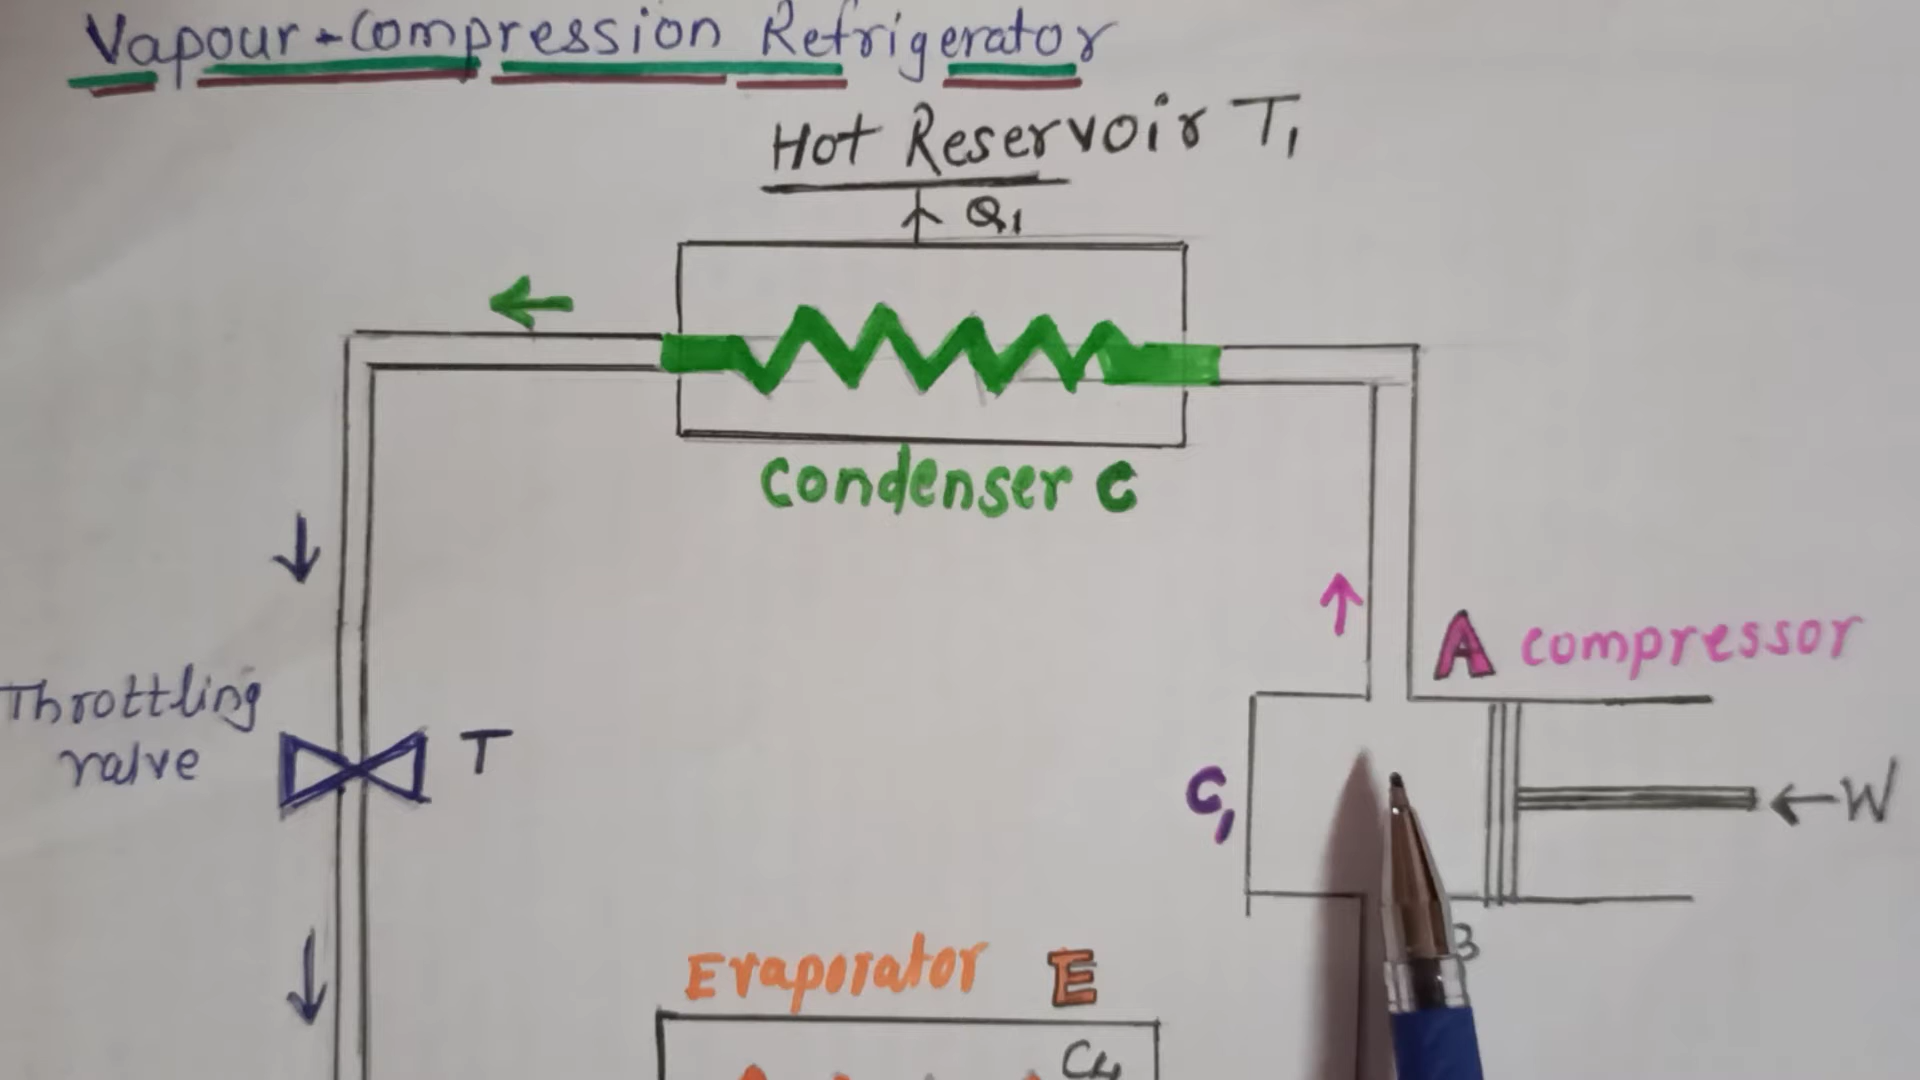 Vapour-Compression Refrigerator
Hot Reservoir T1
Q1
Condenser C
A compressor
Throttling
valve
T
C1
←W
B
Evaporator E